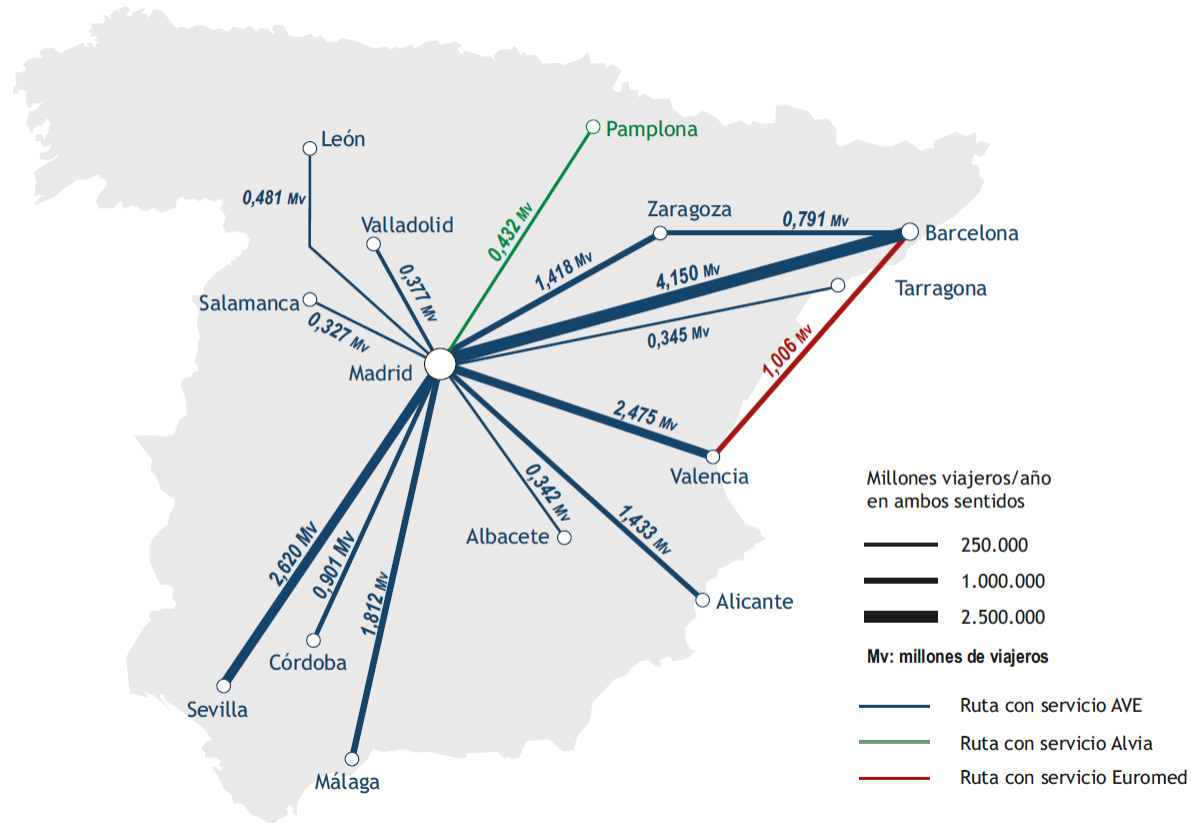 Pamplona
León
0,481 Mv
Valladolid
0,432 Mv
Zaragoza
0,791 Mv
Barcelona
0,377 Mv
1,418 Mv
4,150 Mv
Salamanca
0,327 Mv
Tarragona
0,345 Mv
1,006 Mv
Madrid
2,475 Mv
Valencia
0,342 Mv
1,433 Mv
Albacete
Alicante
2,620 Mv
0,901 Mv
1,812 Mv
Córdoba
Sevilla
Málaga
Millones viajeros/año
en ambos sentidos
250.000
1.000.000
2.500.000
Mv: millones de viajeros
Ruta con servicio AVE
Ruta con servicio Alvia
Ruta con servicio Euromed